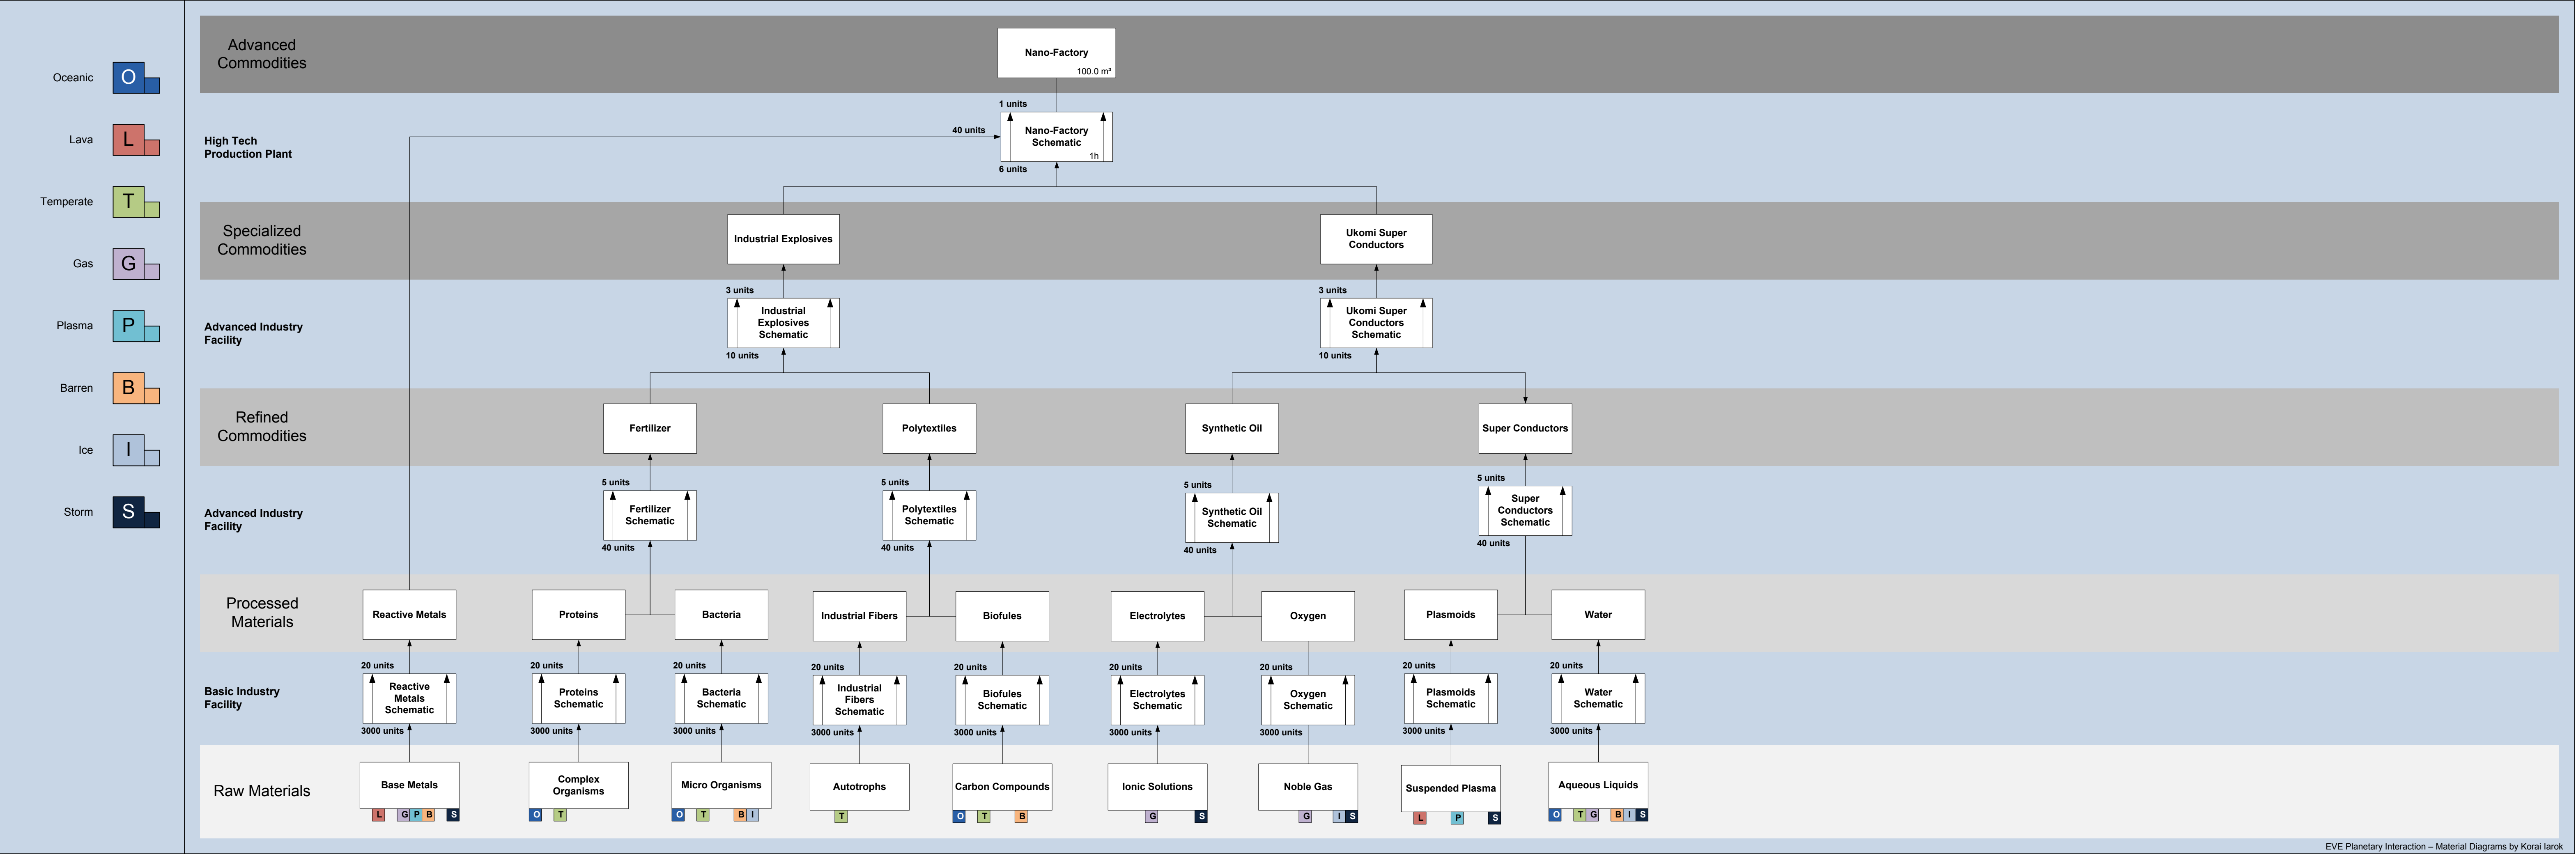 Oceanic
O
Lava
L
Temperate
T
Gas
G
Plasma
P
Barren
B
Ice
I
Storm
S
Advanced
Commodities
Nano-Factory
100.0 m³
High Tech
Production Plant
1 units
40 units
Nano-Factory
Schematic
1h
6 units
Specialized
Commodities
Industrial Explosives
Ukomi Super
Conductors
Advanced Industry
Facility
3 units
Industrial
Explosives
Schematic
10 units
3 units
Ukomi Super
Conductors
Schematic
10 units
Refined
Commodities
Fertilizer
Polytextiles
Synthetic Oil
Super Conductors
Advanced Industry
Facility
5 units
Fertilizer
Schematic
40 units
5 units
Polytextiles
Schematic
40 units
5 units
Synthetic Oil
Schematic
40 units
5 units
Super
Conductors
Schematic
40 units
Processed
Materials
Reactive Metals
Proteins
Bacteria
Industrial Fibers
Biofules
Electrolytes
Oxygen
Plasmoids
Water
Basic Industry
Facility
20 units
Reactive
Metals
Schematic
3000 units
20 units
Proteins
Schematic
3000 units
20 units
Bacteria
Schematic
3000 units
20 units
Industrial
Fibers
Schematic
3000 units
20 units
Biofules
Schematic
3000 units
20 units
Electrolytes
Schematic
3000 units
20 units
Oxygen
Schematic
3000 units
20 units
Plasmoids
Schematic
3000 units
20 units
Water
Schematic
3000 units
Raw Materials
Base Metals
L G P B S
Complex
Organisms
O T
Micro Organisms
O T B I
Autotrophs
T
Carbon Compounds
O T B
Ionic Solutions
G S
Noble Gas
G I S
Suspended Plasma
L P S
Aqueous Liquids
O T G B I S
EVE Planetary Interaction – Material Diagrams by Korai Iarok